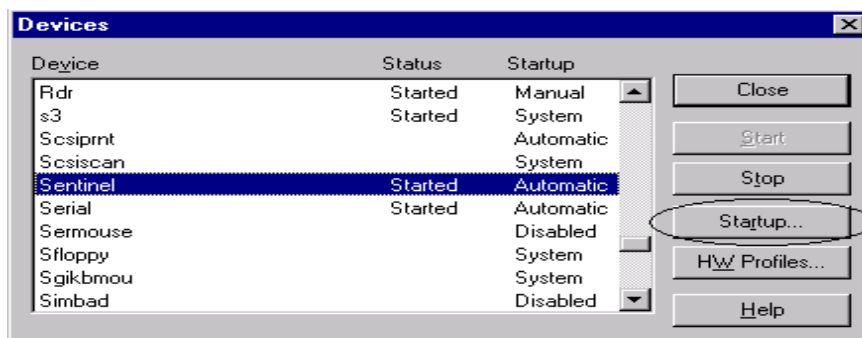 Devices
Device Status Startup
Rdr Started Manual
s3 Started System
Scsiprnt Automatic
Scsiscan System
Sentinel Started Automatic
Serial Started Automatic
Sermouse Disabled
Sfloppy System
Sgikbmou System
Simbad Disabled
Close
Start
Stop
Startup...
HW Profiles...
Help